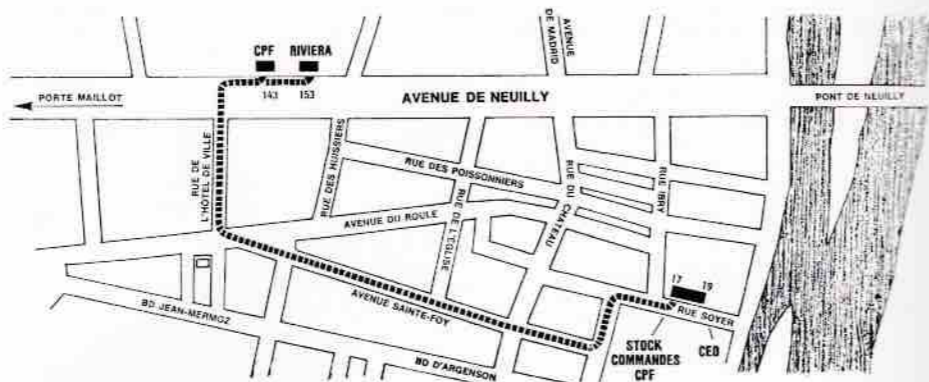 AVENUE
DE MADRID
CPF
RIVIERA
143
153
PORTE MAILLOT
AVENUE DE NEUILLY
PONT DE NEUILLY
RUE DE
L'HÔTEL DE VILLE
RUE DES HUISSIERS
RUE DES POISSONNIERS
RUE DU CHATEAU
RUE IBRY
AVENUE DU ROULE
RUE DE L'EGLISE
17
19
RUE SOYER
AVENUE SAINTE-FOY
BD JEAN-MERMOZ
STOCK
COMMANDES
CPF
CED
BD D'ARGENSON